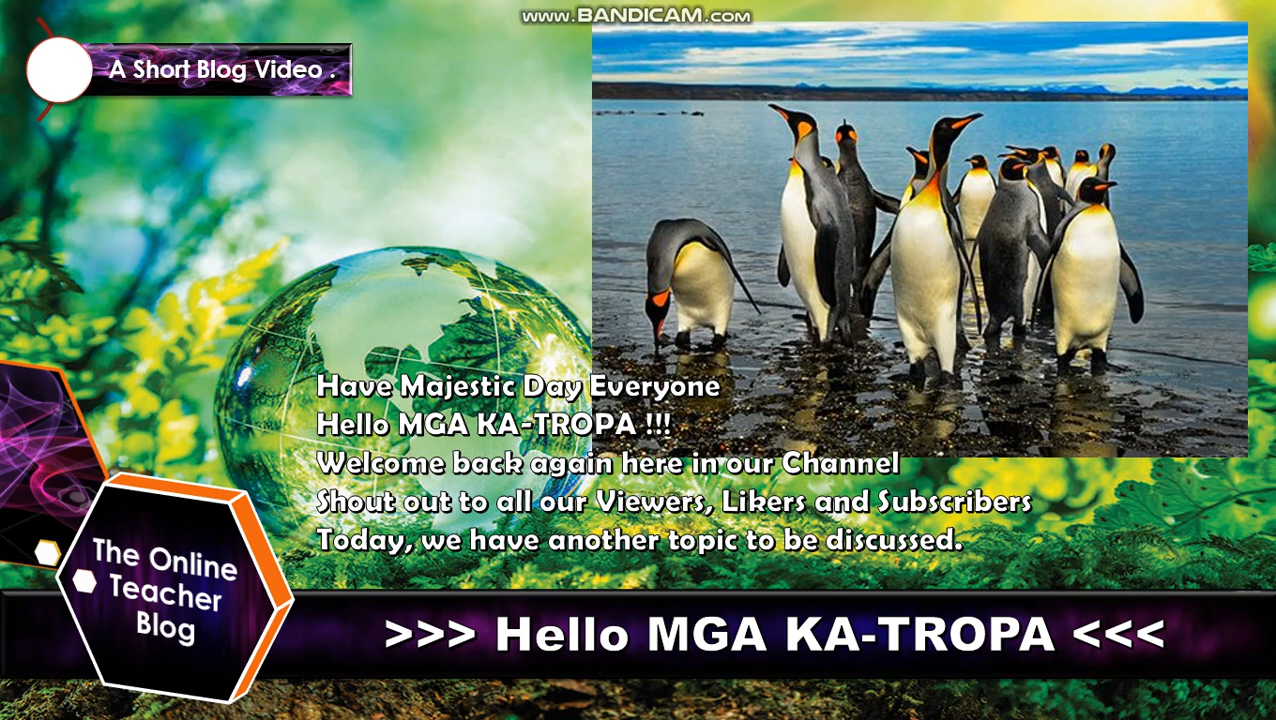 www.BANDICAM.com
A Short Blog Video .
Have Majestic Day Everyone
Hello MGA KA-TROPA !!!
Welcome back again here in our Channel
Shout out to all our Viewers, Likers and Subscribers
Today, we have another topic to be discussed.
The Online
Teacher
Blog
>>> Hello MGA KA-TROPA <<<